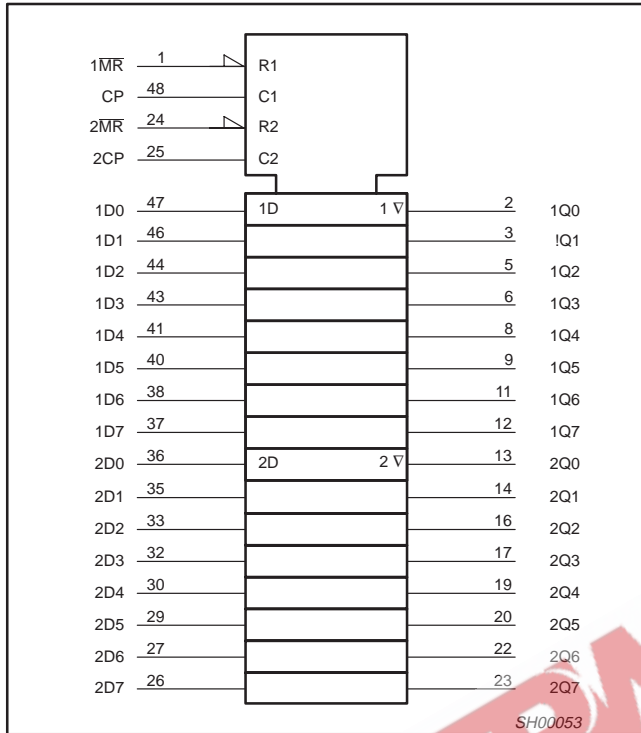 1MR 1 R1
CP 48 C1
2MR 24 R2
2CP 25 C2
1D0 47 1D 1 ∇ 2 1Q0
1D1 46 3 !Q1
1D2 44 5 1Q2
1D3 43 6 1Q3
1D4 41 8 1Q4
1D5 40 9 1Q5
1D6 38 11 1Q6
1D7 37 12 1Q7
2D0 36 2D 2 ∇ 13 2Q0
2D1 35 14 2Q1
2D2 33 16 2Q2
2D3 32 17 2Q3
2D4 30 19 2Q4
2D5 29 20 2Q5
2D6 27 22 2Q6
2D7 26 23 2Q7
SH00053